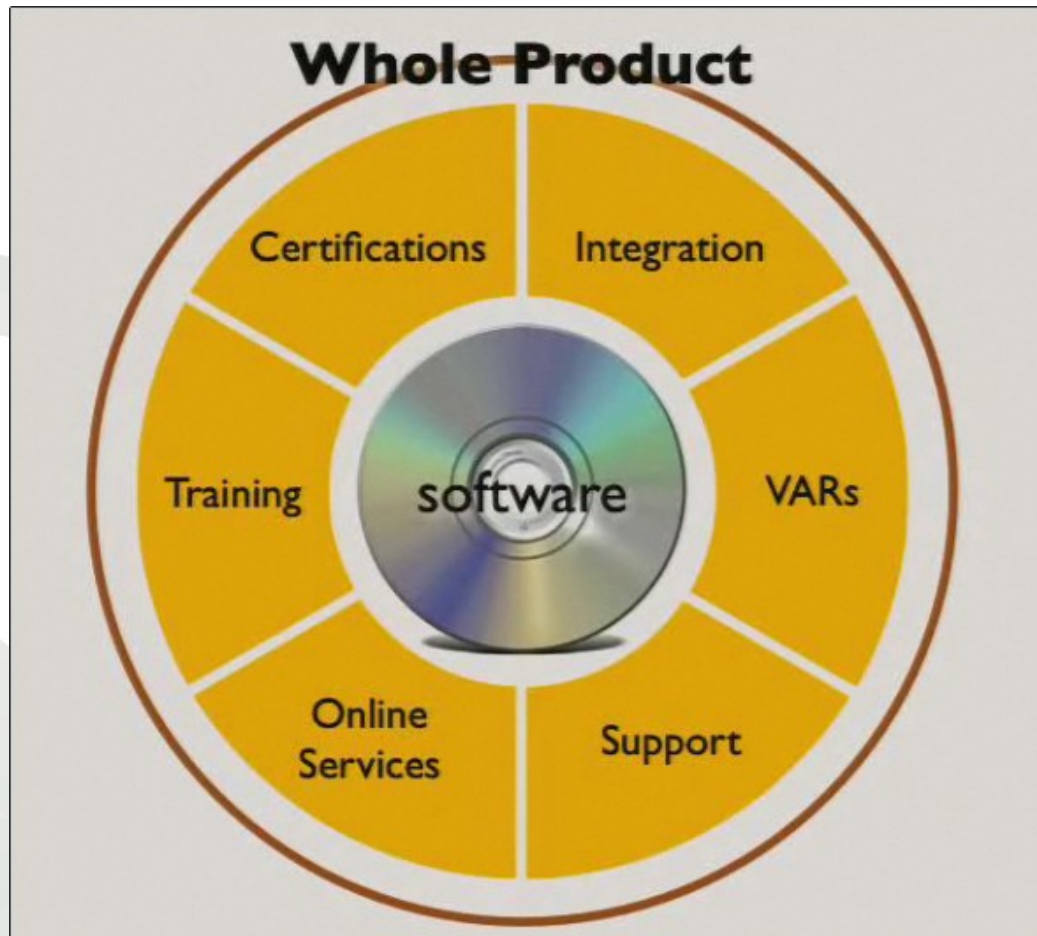 Whole Product
Certifications
Integration
Training
software
VARs
Online
Services
Support